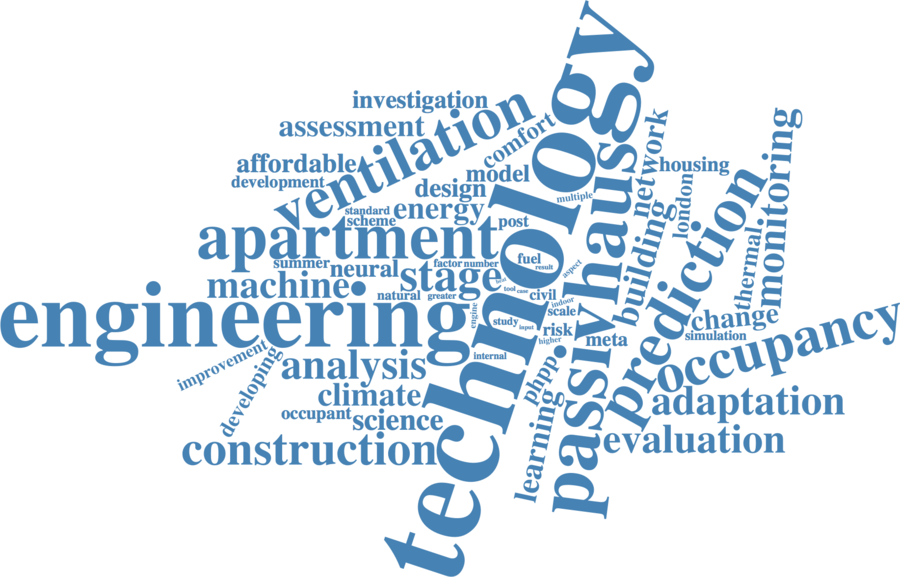 technology
engineering
passivhaus
apartment
ventilation
prediction
occupancy
construction
monitoring
investigation
assessment
affordable
development
comfort
model
design
standard
scheme
energy
post
multiple
network
housing
london
building
thermal
change
simulation
adaptation
evaluation
summer
neural
factor
number
fuel
result
aspect
machine
stage
natural
greater
tool
case
civil
indoor
scale
engine
study
input
risk
higher
meta
internal
improvement
developing
analysis
climate
occupant
science
phpp
learning